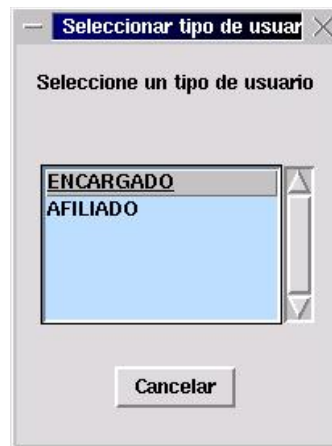 Seleccionar tipo de usuar
Seleccione un tipo de usuario
ENCARGADO
AFILIADO
Cancelar